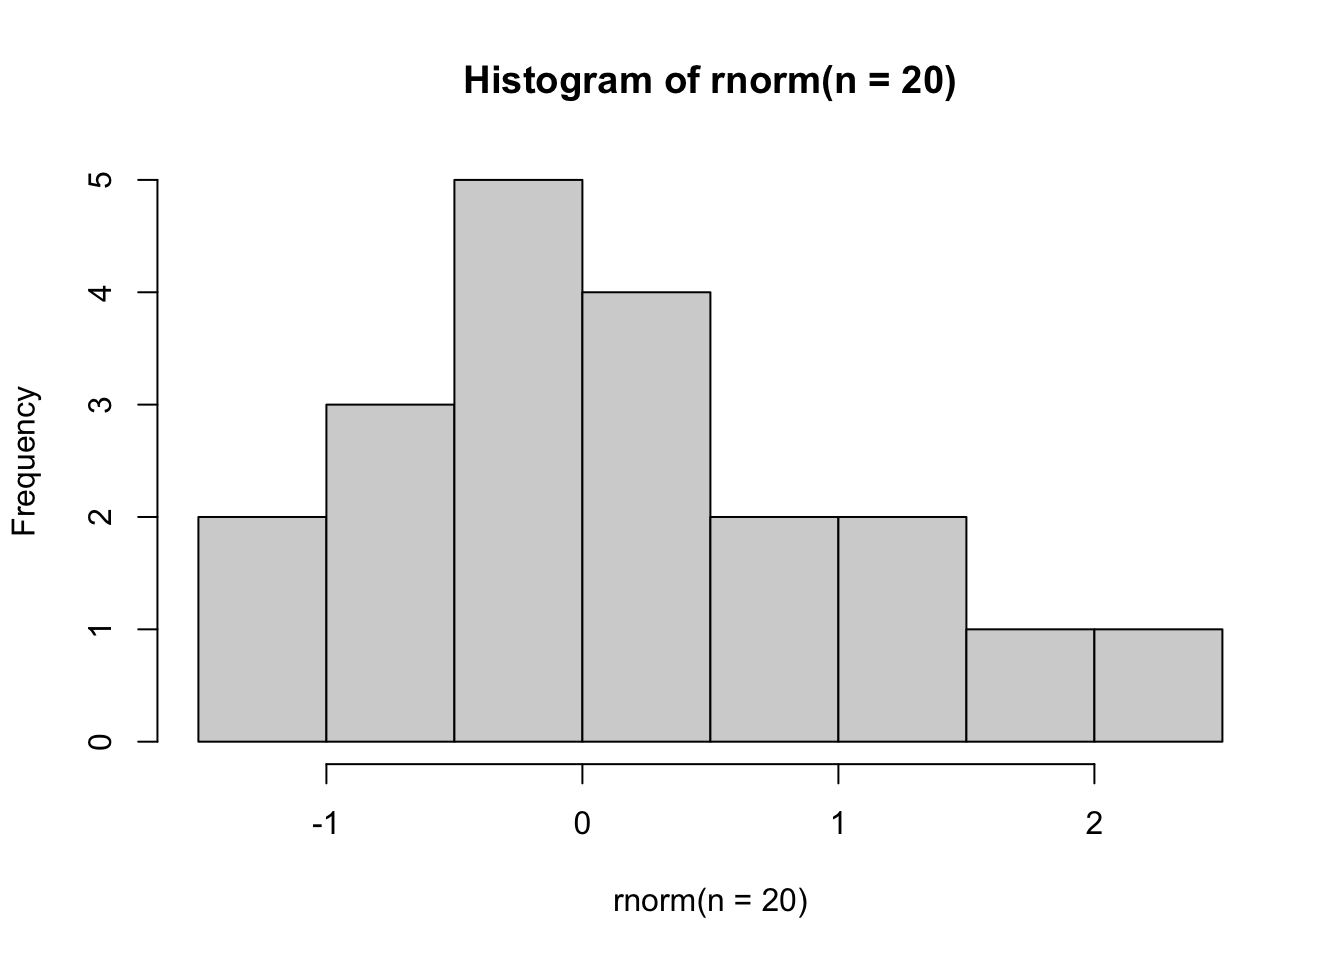 Histogram of rnorm(n = 20)
5
4
3
2
1
0
Frequency
-1 0 1 2
rnorm(n = 20)